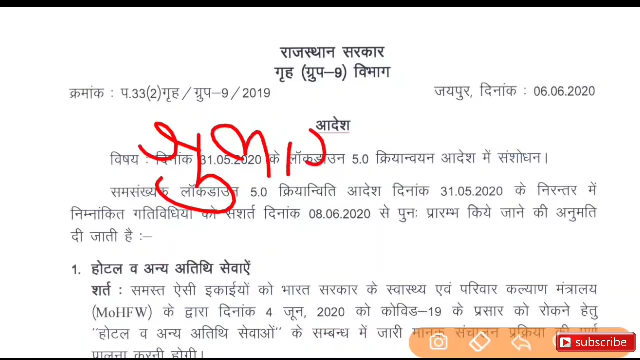 राजस्थान सरकार
गृह (ग्रुप–9) विभाग
क्रमांक : प.33(2)गृह/ग्रुप–9/2019 जयपुर, दिनांक : 06.06.2020
आदेश
विषय : दिनांक 31.05.2020 के लॉकडाउन 5.0 क्रियान्वयन आदेश में संशोधन।
समसंख्यक लॉकडाउन 5.0 क्रियान्विति आदेश दिनांक 31.05.2020 के निरन्तर में
निम्नांकित गतिविधियों को सशर्त दिनांक 08.06.2020 से पुनः प्रारम्भ किये जाने की अनुमति
दी जाती है :–
1. होटल व अन्य अतिथि सेवाऐं
शर्त : समस्त ऐसी इकाईयों को भारत सरकार के स्वास्थ्य एवं परिवार कल्याण मंत्रालय
(MoHFW) के द्वारा दिनांक 4 जून, 2020 को कोविड–19 के प्रसार को रोकने हेतु
"होटल व अन्य अतिथि सेवाओं" के सम्बन्ध में जारी मानक संचालन प्रक्रिया की पूर्ण
पालना करनी होगी।
subscribe